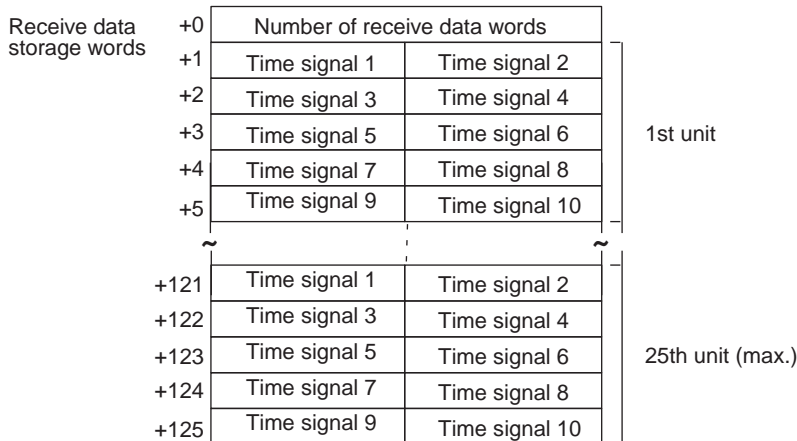 Receive data
storage words
+0 Number of receive data words
+1 Time signal 1 Time signal 2
+2 Time signal 3 Time signal 4
+3 Time signal 5 Time signal 6
1st unit
+4 Time signal 7 Time signal 8
+5 Time signal 9 Time signal 10
~ ~
+121 Time signal 1 Time signal 2
+122 Time signal 3 Time signal 4
+123 Time signal 5 Time signal 6
25th unit (max.)
+124 Time signal 7 Time signal 8
+125 Time signal 9 Time signal 10